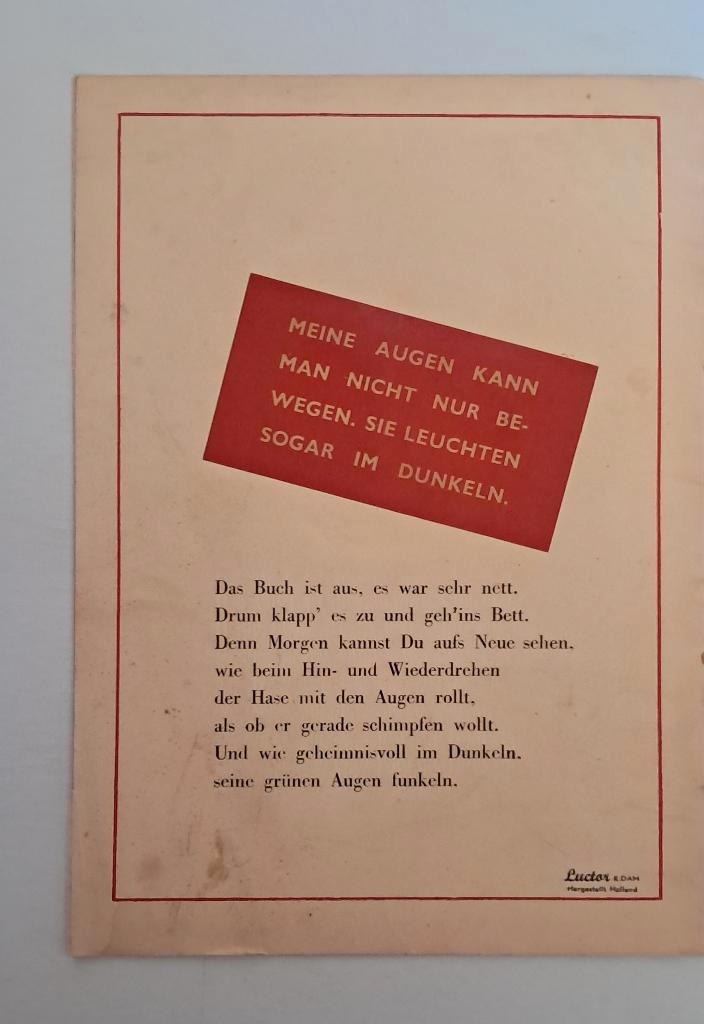 MEINE AUGEN KANN
MAN NICHT NUR BE-
WEGEN. SIE LEUCHTEN
SOGAR IM DUNKELN.
Das Buch ist aus, es war sehr nett.
Drum klapp' es zu und geh'ins Bett.
Denn Morgen kannst Du aufs Neue sehen,
wie beim Hin- und Wiederdrehen
der Hase mit den Augen rollt,
als ob er gerade schimpfen wollt.
Und wie geheimnisvoll im Dunkeln,
seine grünen Augen funkeln.
Luctor R.DAM
Hergestellt Holland